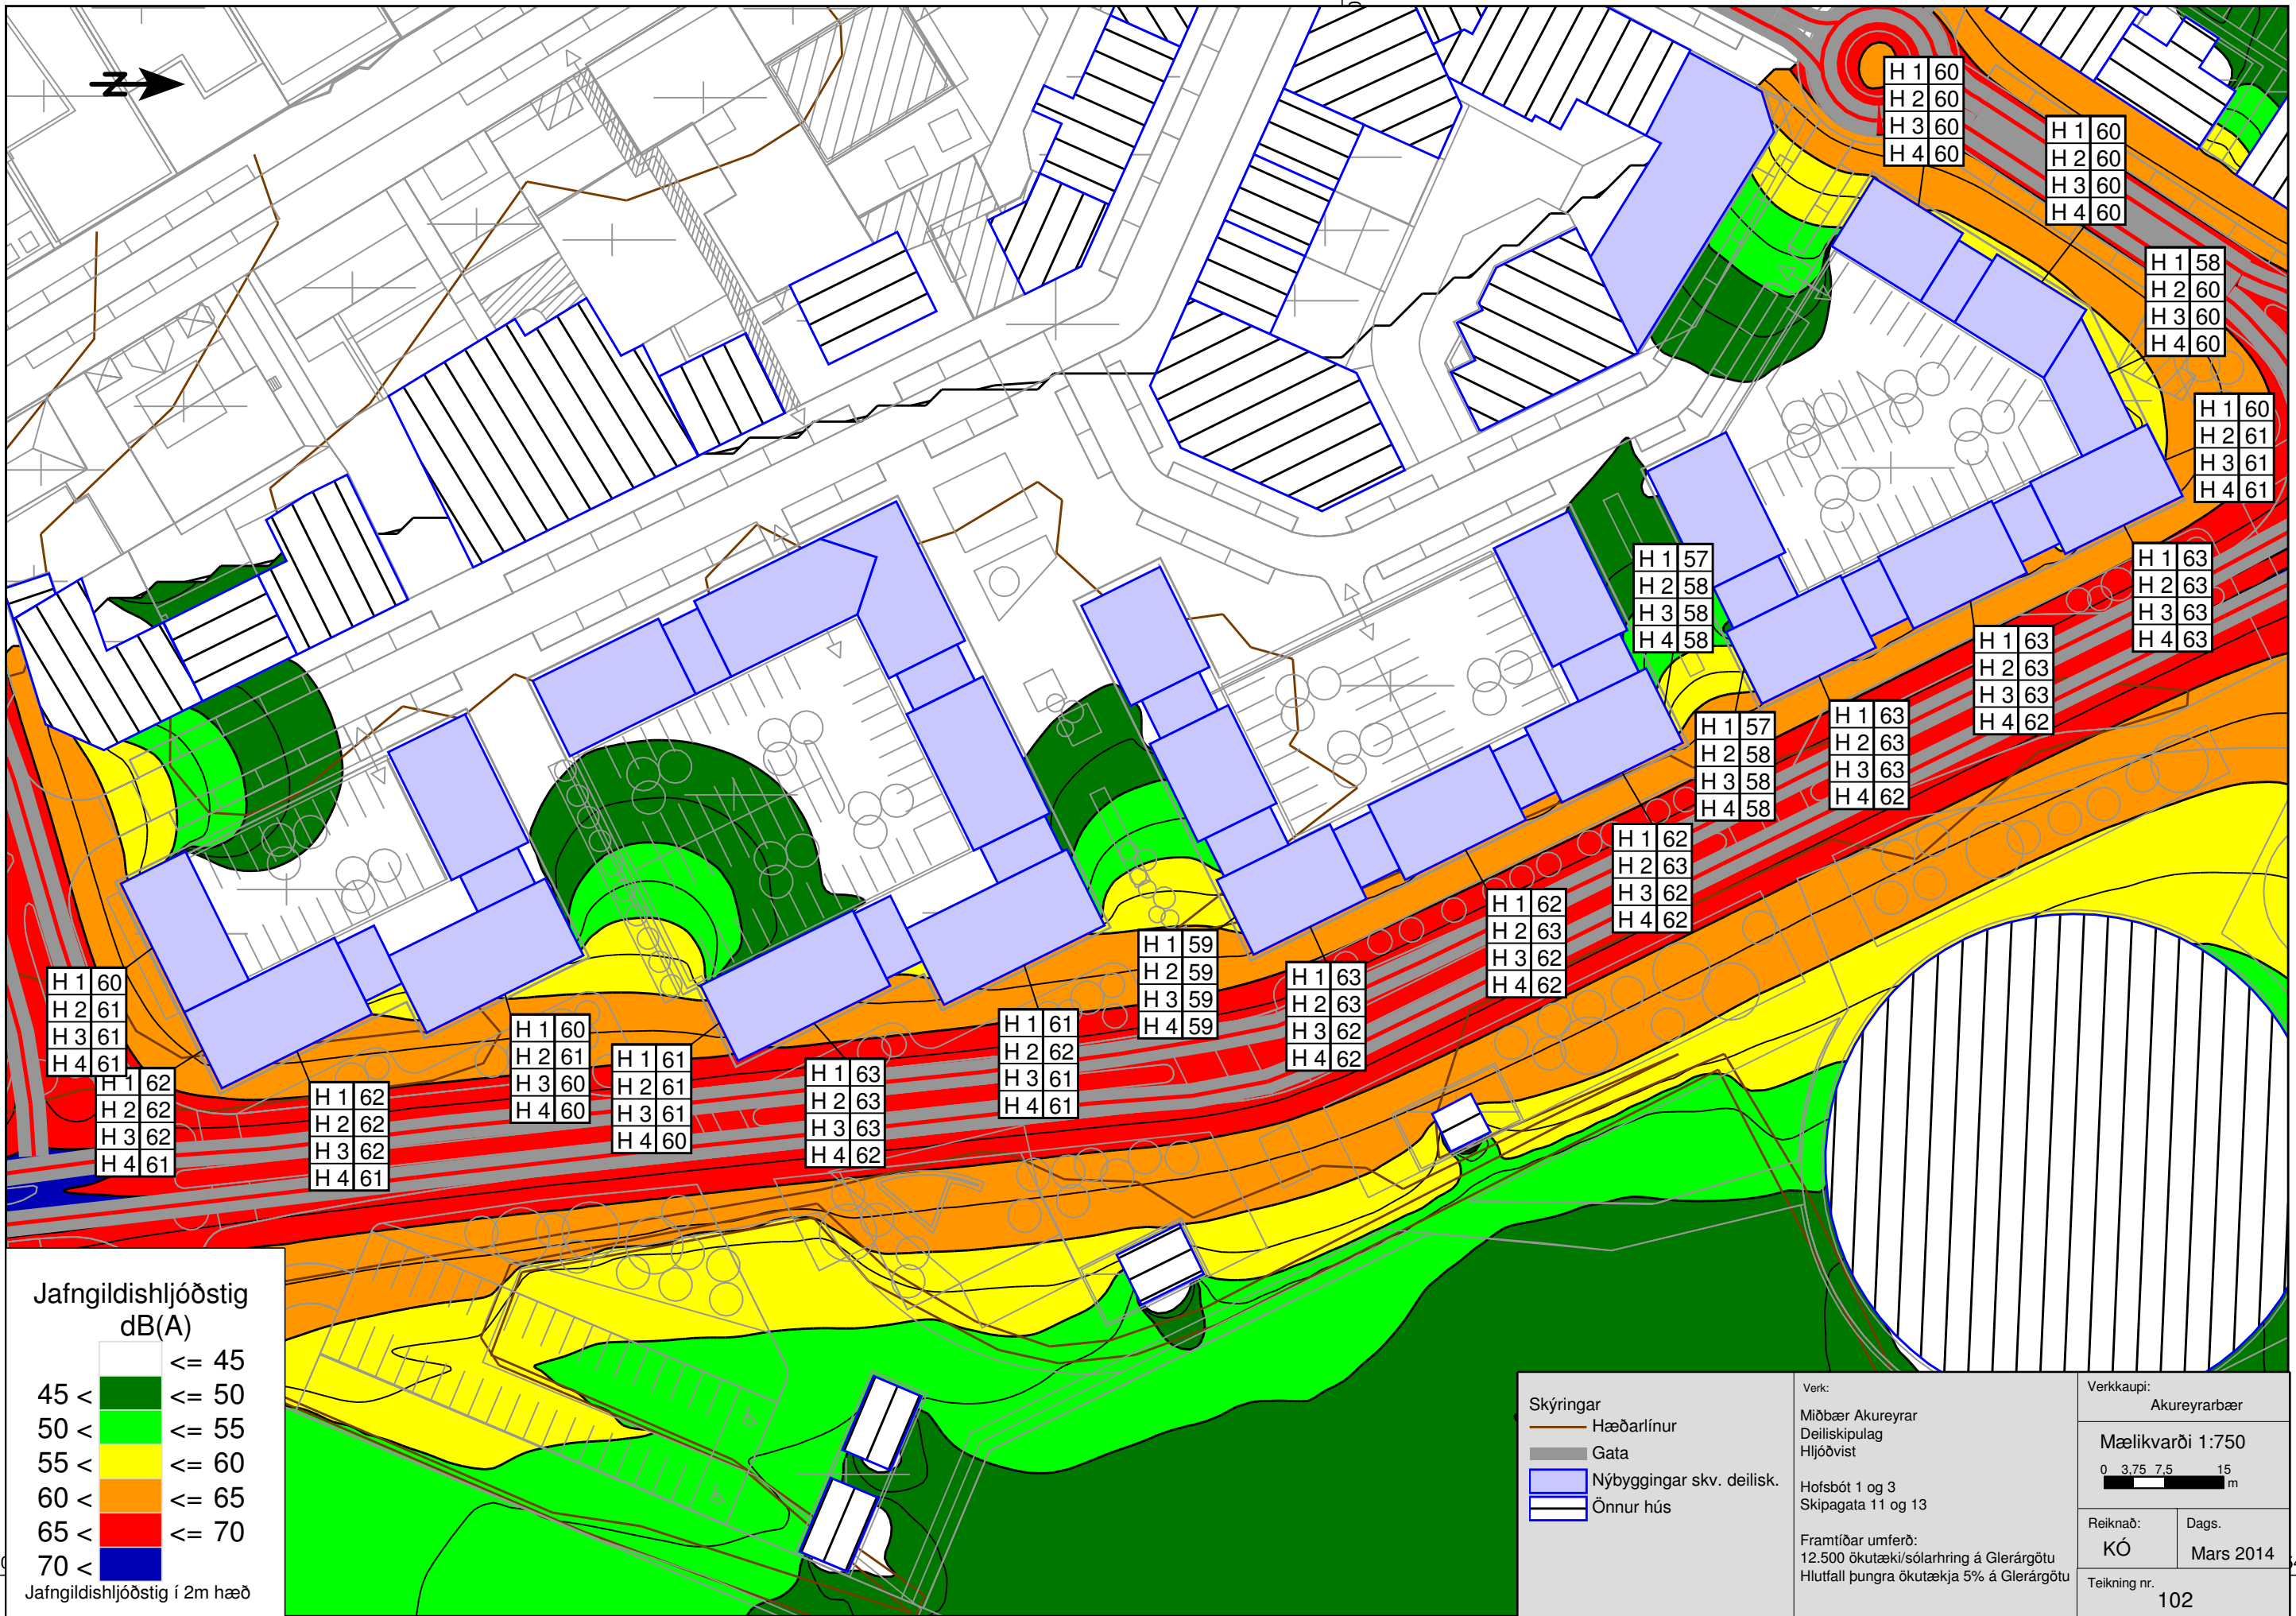 Z
H 1 60
H 2 60
H 3 60
H 4 60
H 1 60
H 2 60
H 3 60
H 4 60
H 1 58
H 2 60
H 3 60
H 4 60
H 1 60
H 2 61
H 3 61
H 4 61
H 1 57
H 2 58
H 3 58
H 4 58
H 1 63
H 2 63
H 3 63
H 4 63
H 1 63
H 2 63
H 3 63
H 4 62
H 1 63
H 2 63
H 3 63
H 4 62
H 1 57
H 2 58
H 3 58
H 4 58
H 1 62
H 2 63
H 3 62
H 4 62
H 1 62
H 2 63
H 3 62
H 4 62
H 1 59
H 2 59
H 3 59
H 4 59
H 1 63
H 2 63
H 3 62
H 4 62
H 1 60
H 2 61
H 3 61
H 4 61
H 1 62
H 2 62
H 3 62
H 4 61
H 1 62
H 2 62
H 3 62
H 4 61
H 1 60
H 2 61
H 3 60
H 4 60
H 1 61
H 2 61
H 3 61
H 4 60
H 1 63
H 2 63
H 3 63
H 4 62
H 1 61
H 2 62
H 3 61
H 4 61
Jafngildishljóðstig
dB(A)
<= 45
45 < <= 50
50 < <= 55
55 < <= 60
60 < <= 65
65 < <= 70
70 <
Jafngildishljóðstig í 2m hæð
Skýringar
Hæðarlínur
Gata
Nýbyggingar skv. deilisk.
Önnur hús
Verk:
Miðbær Akureyrar
Deiliskipulag
Hljóðvist
Hofsbót 1 og 3
Skipagata 11 og 13
Framtíðar umferð:
12.500 ökutæki/sólarhring á Glerárgötu
Hlutfall þungra ökutækja 5% á Glerárgötu
Verkkaupi:
Akureyrarbær
Mælikvarði 1:750
0 3,75 7,5 15
m
Reiknað:
KÓ
Dags.
Mars 2014
Teikning nr.
102